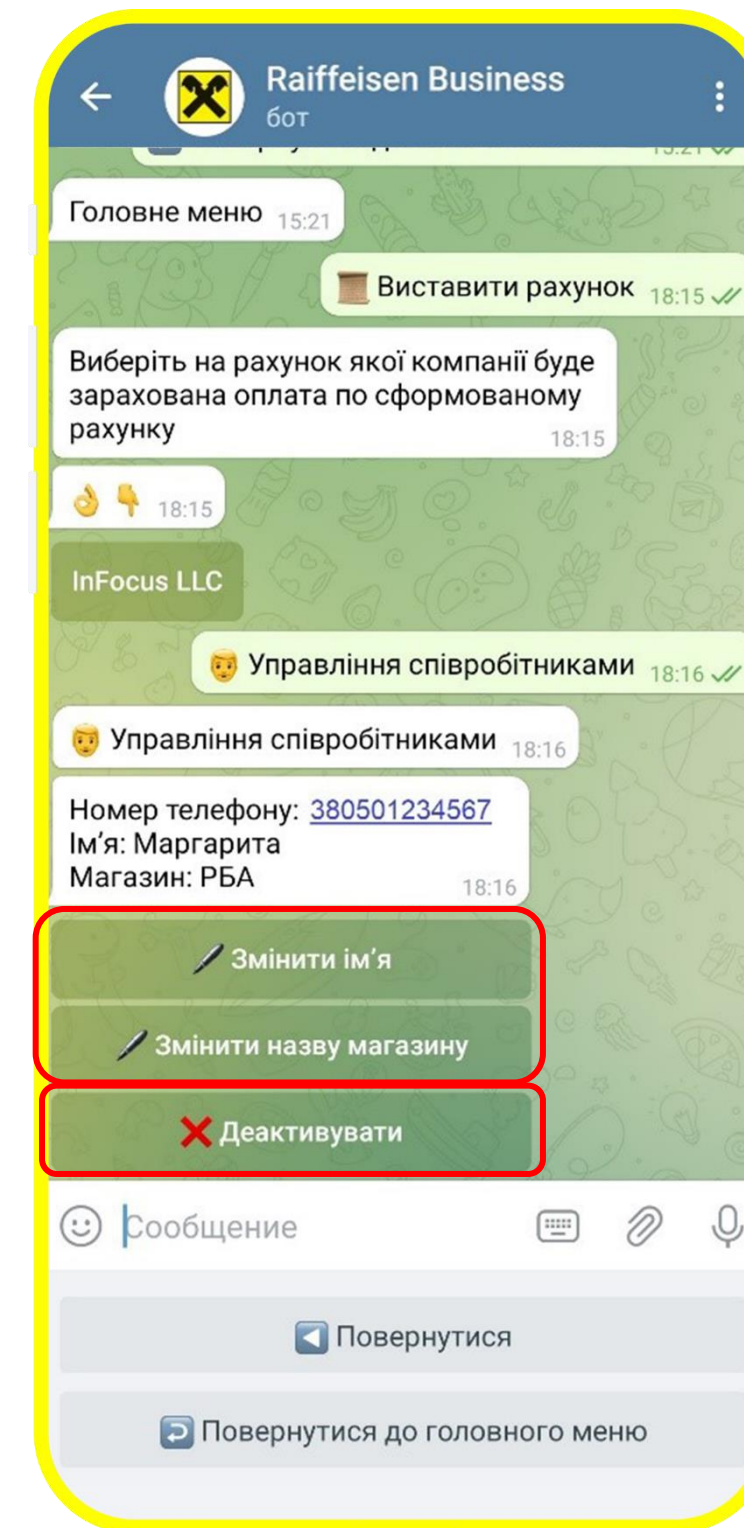 Raiffeisen Business
бот
15:21
Головне меню 15:21
Виставити рахунок 18:15
Виберіть на рахунок якої компанії буде
зарахована оплата по сформованому
рахунку 18:15
18:15
InFocus LLC
Управління співробітниками 18:16
Управління співробітниками 18:16
Номер телефону: 380501234567
Ім’я: Маргарита
Магазин: РБА 18:16
Змінити ім’я
Змінити назву магазину
Деактивувати
Сообщение
Повернутися
Повернутися до головного меню